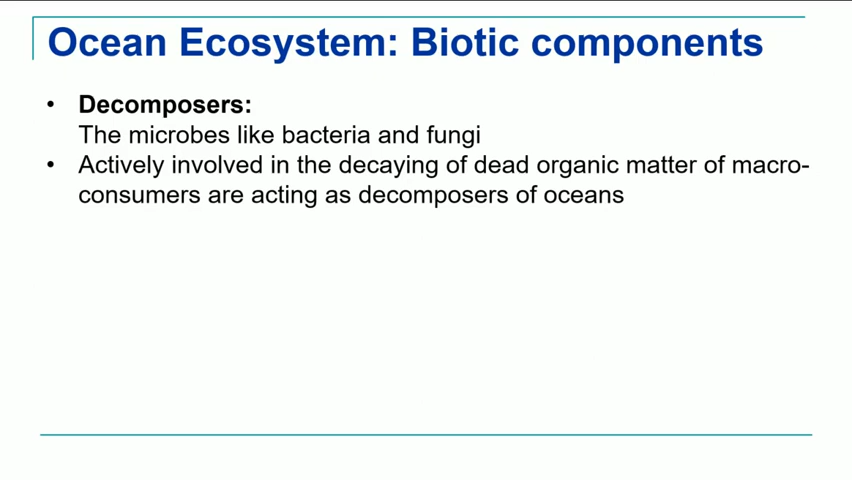 Ocean Ecosystem: Biotic components
• Decomposers:
The microbes like bacteria and fungi
• Actively involved in the decaying of dead organic matter of macro-
consumers are acting as decomposers of oceans